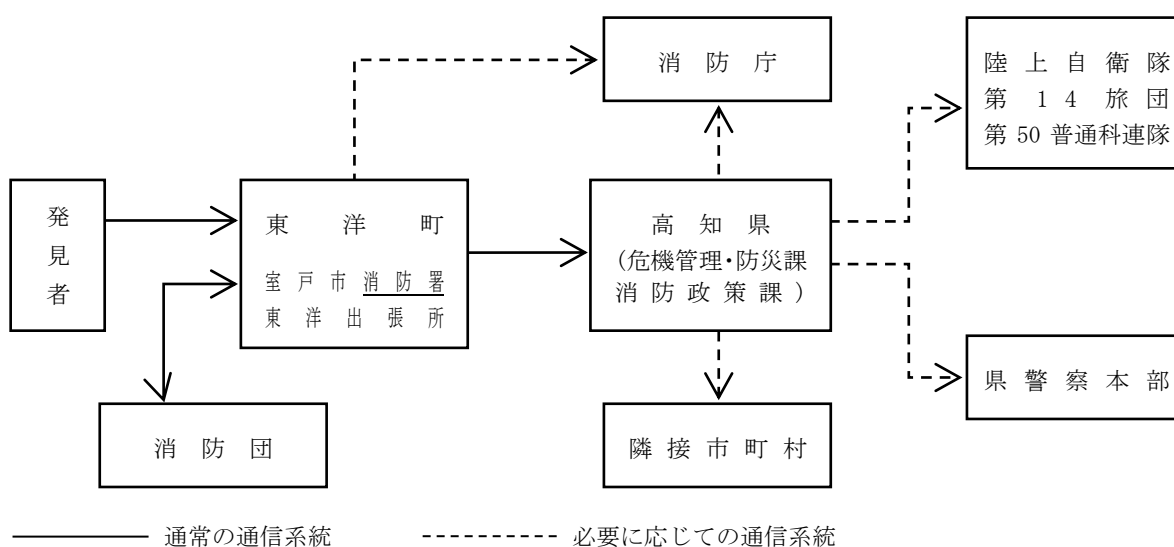 消防庁
陸上自衛隊
第14旅団
第50普通科連隊
発見者
東洋町
室戸市消防署
東洋出張所
高知県
(危機管理・防災課
消防政策課)
県警察本部
消防団
隣接市町村
通常の通信系統
必要に応じての通信系統